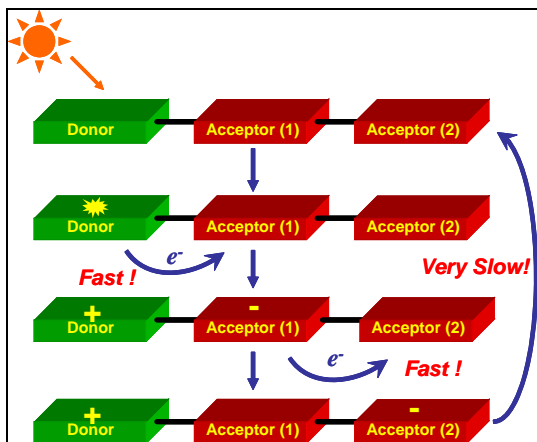 Donor Acceptor (1) Acceptor (2)
Donor Acceptor (1) Acceptor (2)
e-
Fast !
Very Slow!
+ -
Donor Acceptor (1) Acceptor (2)
e-
Fast !
+ -
Donor Acceptor (1) Acceptor (2)